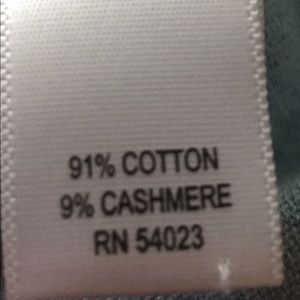 91% COTTON
9% CASHMERE
RN 54023